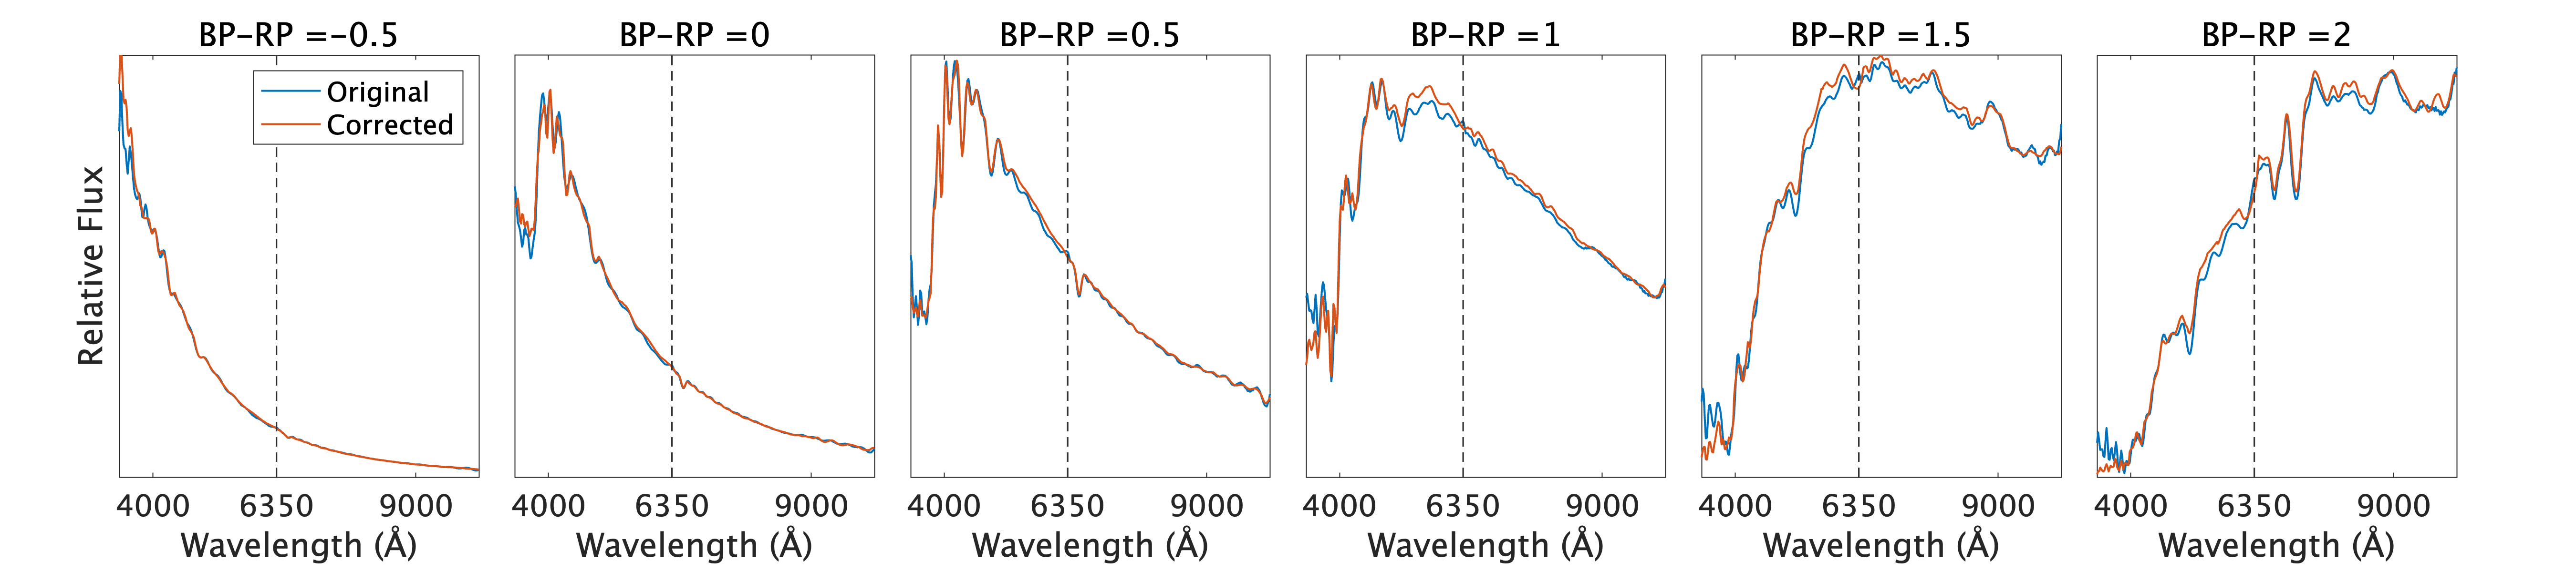 BP-RP =-0.5
BP-RP =0
BP-RP =0.5
BP-RP =1
BP-RP =1.5
BP-RP =2
Original
Corrected
Relative Flux
4000 6350 9000
4000 6350 9000
4000 6350 9000
4000 6350 9000
4000 6350 9000
4000 6350 9000
Wavelength (Å)
Wavelength (Å)
Wavelength (Å)
Wavelength (Å)
Wavelength (Å)
Wavelength (Å)